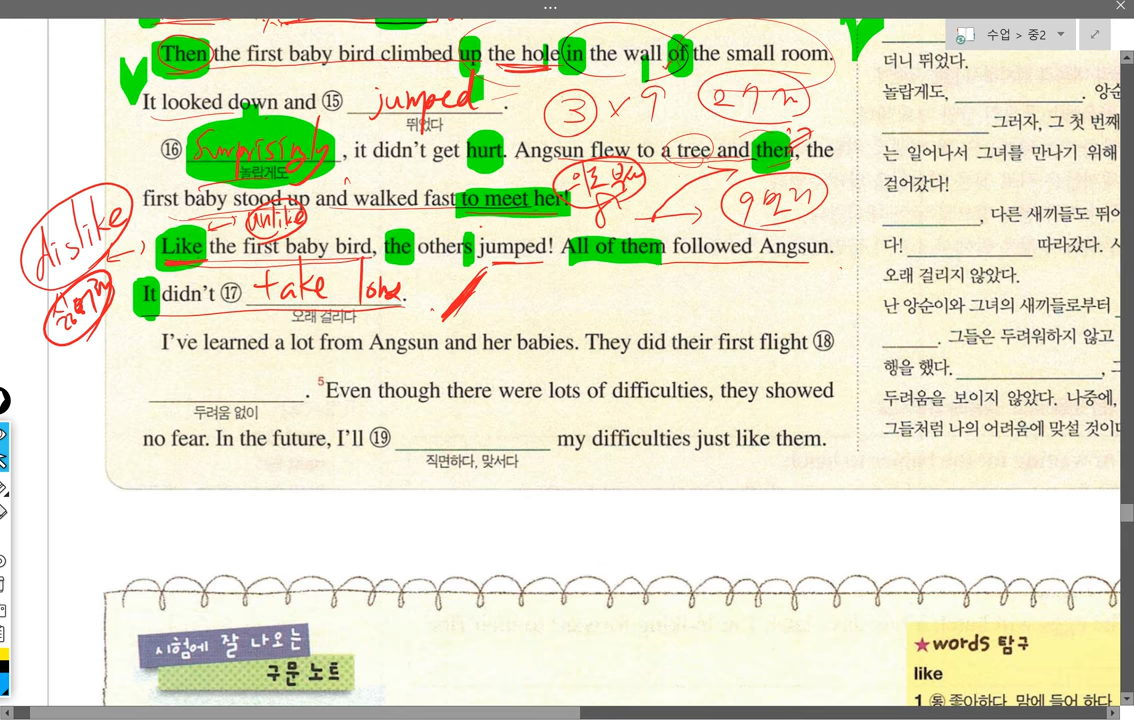 수업 > 중2
Then the first baby bird climbed up the hole in the wall of the small room.
It looked down and ⑮ jumped .
뛰었다
③ x 9
⑯ Surprisingly , it didn't get hurt. Angsun flew to a tree and then, the
놀랍게도
first baby stood up and walked fast to meet her!
unlike
dislike
Like the first baby bird, the others jumped! All of them followed Angsun.
It didn't ⑰ take long .
오래 걸리다
I've learned a lot from Angsun and her babies. They did their first flight ⑱
. ⁵Even though there were lots of difficulties, they showed
두려움 없이
no fear. In the future, I'll ⑲ my difficulties just like them.
직면하다, 맞서다
더니 뛰었다.
놀랍게도, . 앙순
그러자, 그 첫 번째
는 일어나서 그녀를 만나기 위해
걸어갔다!
, 다른 새끼들도 뛰어
다! 따라갔다. 시
오래 걸리지 않았다.
난 앙순이와 그녀의 새끼들로부터
. 그들은 두려워하지 않고
행을 했다. , 그
두려움을 보이지 않았다. 나중에,
그들처럼 나의 어려움에 맞설 것이
시험에 잘 나오는
구문 노트
★words 탐구
like
1 동 좋아하다, 맘에 들어 하다